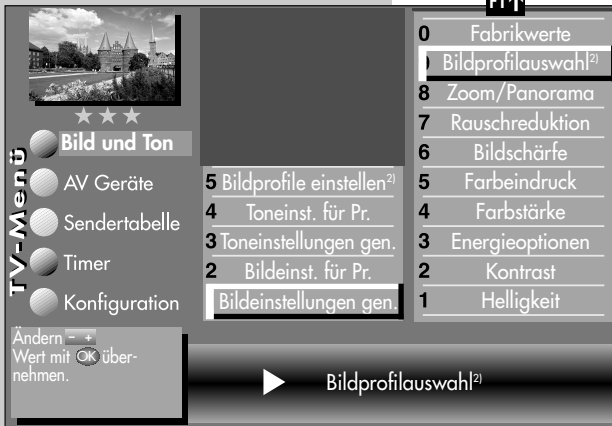 TV-Menü
Bild und Ton
AV Geräte
Sendertabelle
Timer
Konfiguration
Ändern - +
Wert mit OK über-
nehmen.
5 Bildprofile einstellen2)
4 Toneinst. für Pr.
3 Toneinstellungen gen.
2 Bildeinst. für Pr.
Bildeinstellungen gen.
0 Fabrikwerte
Bildprofilauswahl2)
8 Zoom/Panorama
7 Rauschreduktion
6 Bildschärfe
5 Farbeindruck
4 Farbstärke
3 Energieoptionen
2 Kontrast
1 Helligkeit
Bildprofilauswahl2)